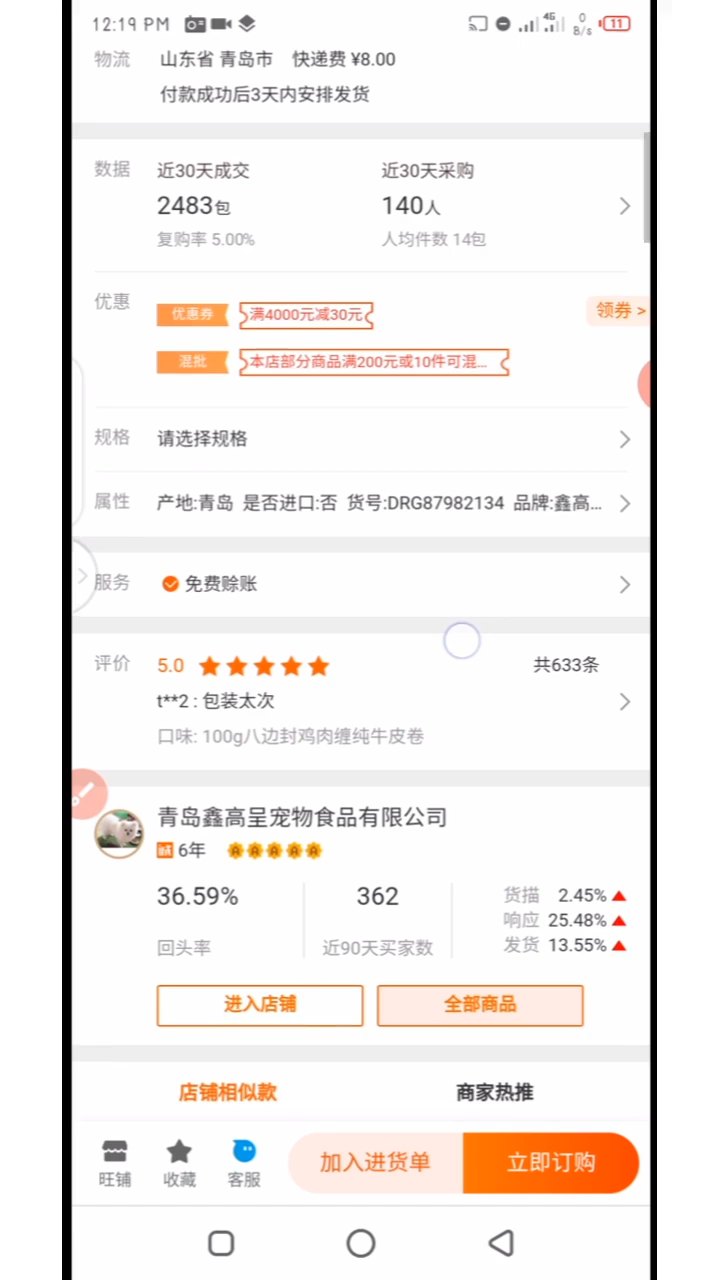 12:19 PM 4G 0 B/s 11
物流 山东省 青岛市 快递费 ¥8.00
付款成功后3天内安排发货
数据 近30天成交 近30天采购
2483包 140人
复购率 5.00% 人均件数 14包
优惠 优惠券 满4000元减30元 领券 >
混批 本店部分商品满200元或10件可混...
规格 请选择规格
属性 产地:青岛 是否进口:否 货号:DRG87982134 品牌:鑫高...
服务 免费赊账
评价 5.0 共633条
t**2 : 包装太次
口味: 100g八边封鸡肉缠纯牛皮卷
青岛鑫高呈宠物食品有限公司
6年
36.59% 362 货描 2.45%
响应 25.48%
回头率 近90天买家数 发货 13.55%
进入店铺 全部商品
店铺相似款 商家热推
旺铺 收藏 客服 加入进货单 立即订购